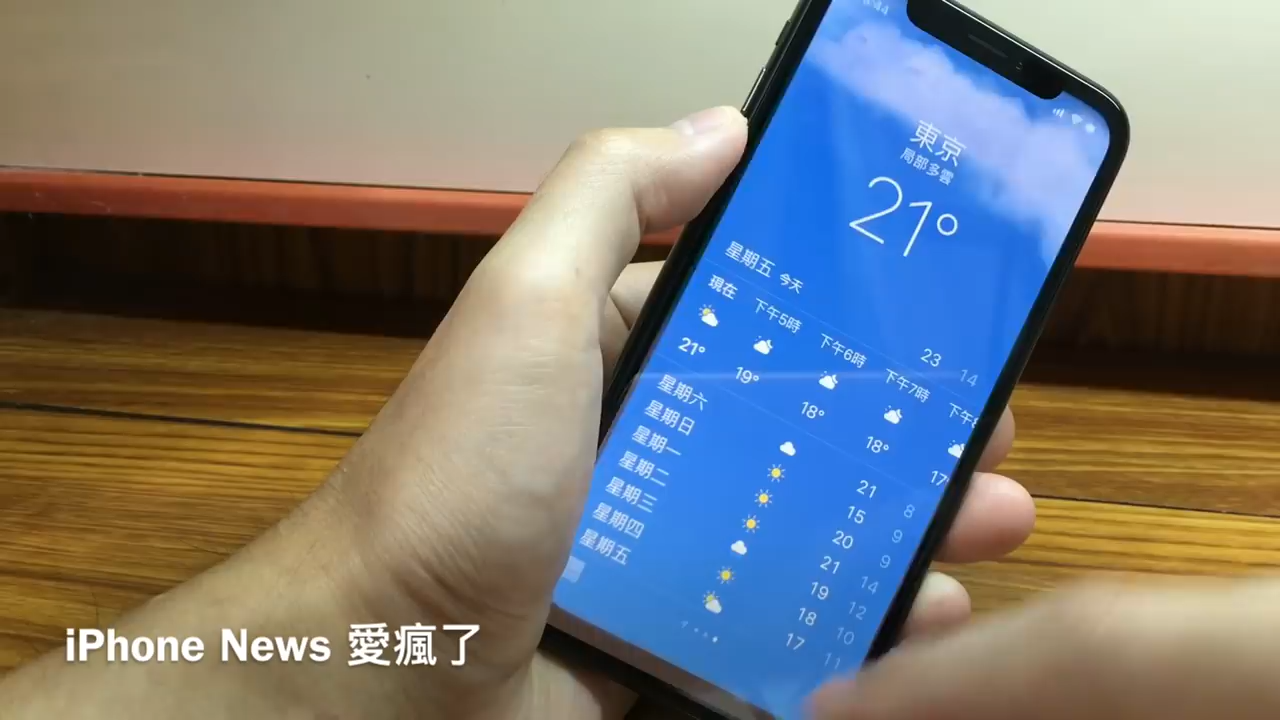 東京
局部多雲
21°
星期五 今天 23 14
現在 下午5時 下午6時 下午7時
21° 19° 18° 18° 17
星期六 21 8
星期日 15 9
星期一 20 9
星期二 21 14
星期三 19 12
星期四 18 10
星期五 17 11
iPhone News 愛瘋了